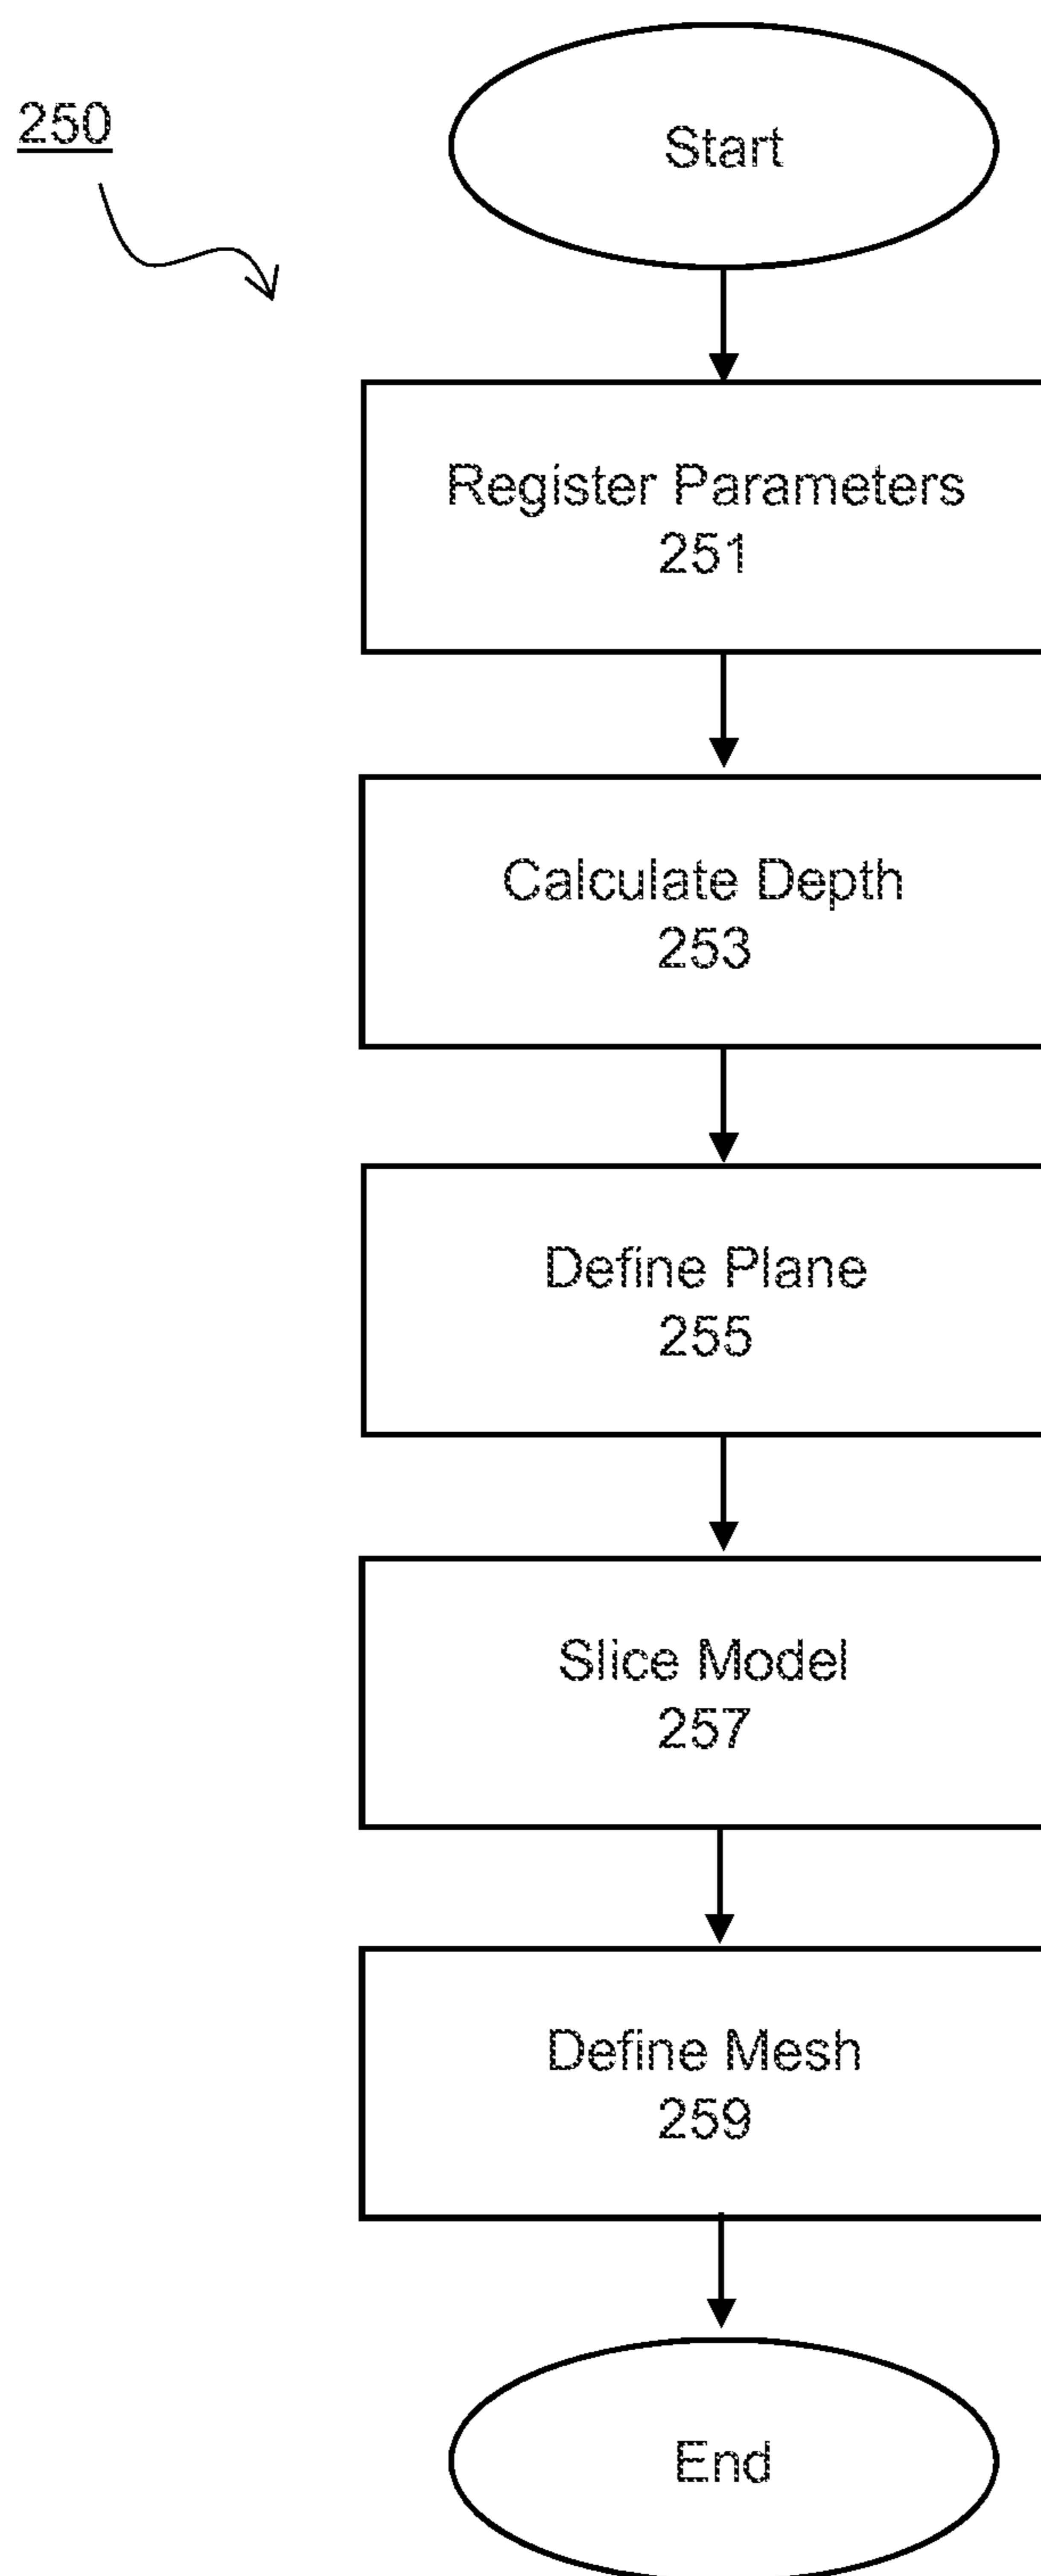 250
Start
Register Parameters
251
Calculate Depth
253
Define Plane
255
Slice Model
257
Define Mesh
259
End